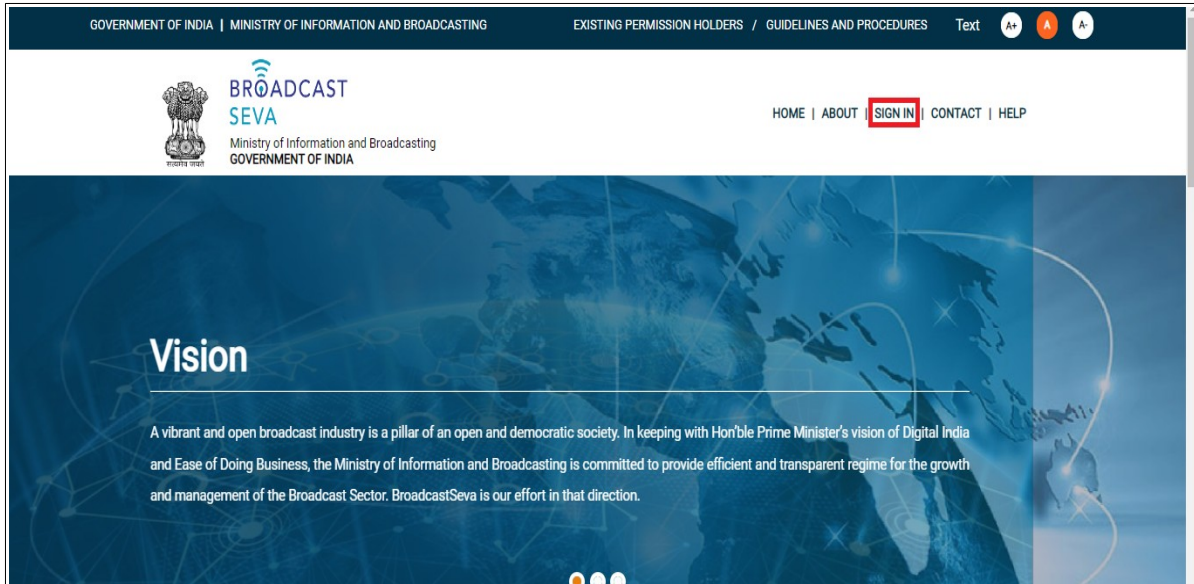 GOVERNMENT OF INDIA | MINISTRY OF INFORMATION AND BROADCASTING EXISTING PERMISSION HOLDERS / GUIDELINES AND PROCEDURES Text A+ A A-
BROADCAST
SEVA
Ministry of Information and Broadcasting
GOVERNMENT OF INDIA
सत्यमेव जयते
HOME | ABOUT | SIGN IN | CONTACT | HELP
Vision
A vibrant and open broadcast industry is a pillar of an open and democratic society. In keeping with Hon'ble Prime Minister's vision of Digital India
and Ease of Doing Business, the Ministry of Information and Broadcasting is committed to provide efficient and transparent regime for the growth
and management of the Broadcast Sector. BroadcastSeva is our effort in that direction.